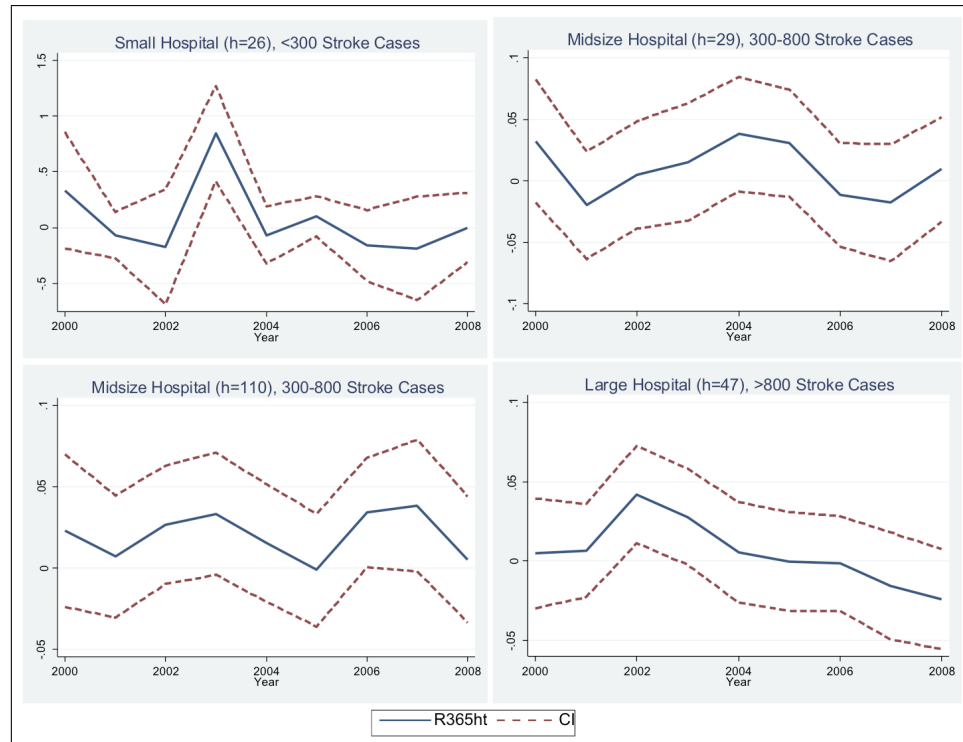 Small Hospital (h=26), <300 Stroke Cases
1.5
1
.5
0
-.5
2000 2002 2004 2006 2008
Year
Midsize Hospital (h=29), 300-800 Stroke Cases
.1
.05
0
-.05
-.1
2000 2002 2004 2006 2008
Year
Midsize Hospital (h=110), 300-800 Stroke Cases
.1
.05
0
-.05
2000 2002 2004 2006 2008
Year
Large Hospital (h=47), >800 Stroke Cases
.1
.05
0
-.05
2000 2002 2004 2006 2008
Year
R365ht CI